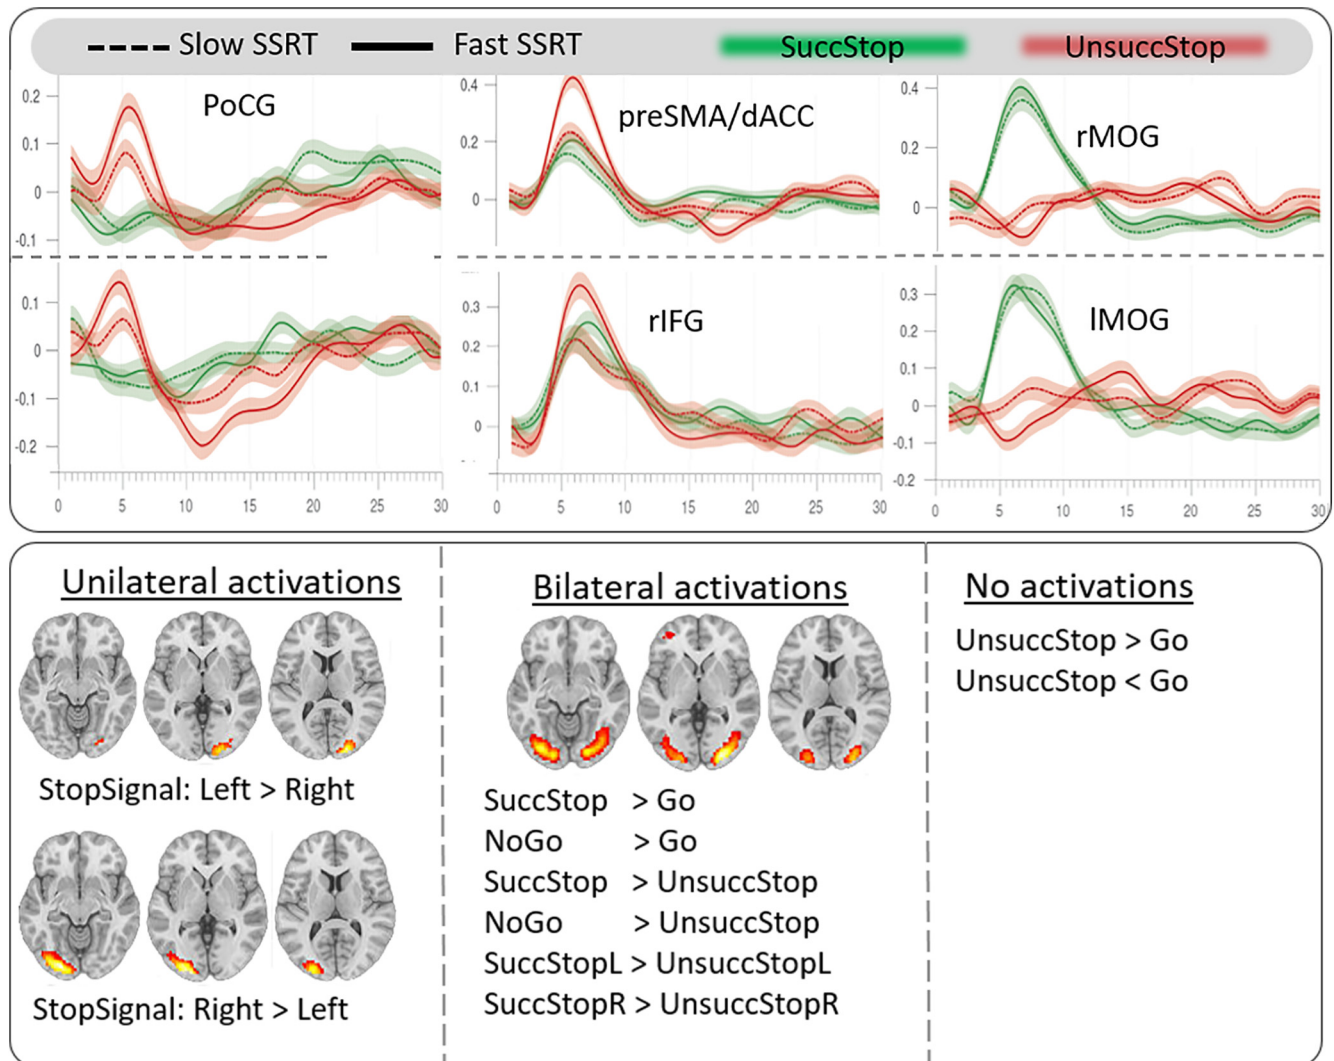 Slow SSRT Fast SSRT SuccStop UnsuccStop
PoCG
0.2
0.1
0
-0.1
preSMA/dACC
0.4
0.2
0
rMOG
0.4
0.2
0
0.1
0
-0.1
-0.2
0 5 10 15 20 25 30
rIFG
0.3
0.2
0.1
0
0 5 10 15 20 25 30
lMOG
0.3
0.2
0.1
0
-0.1
-0.2
0 5 10 15 20 25 30
Unilateral activations
StopSignal: Left > Right
StopSignal: Right > Left
Bilateral activations
SuccStop > Go
NoGo > Go
SuccStop > UnsuccStop
NoGo > UnsuccStop
SuccStopL > UnsuccStopL
SuccStopR > UnsuccStopR
No activations
UnsuccStop > Go
UnsuccStop < Go